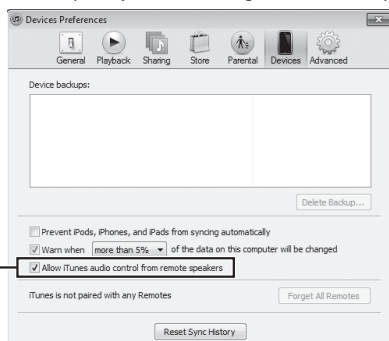 Devices Preferences
General Playback Sharing Store Parental Devices Advanced
Device backups:
Delete Backup...
Prevent iPods, iPhones, and iPads from syncing automatically
Warn when more than 5% of the data on this computer will be changed
Allow iTunes audio control from remote speakers
iTunes is not paired with any Remotes Forget All Remotes
Reset Sync History